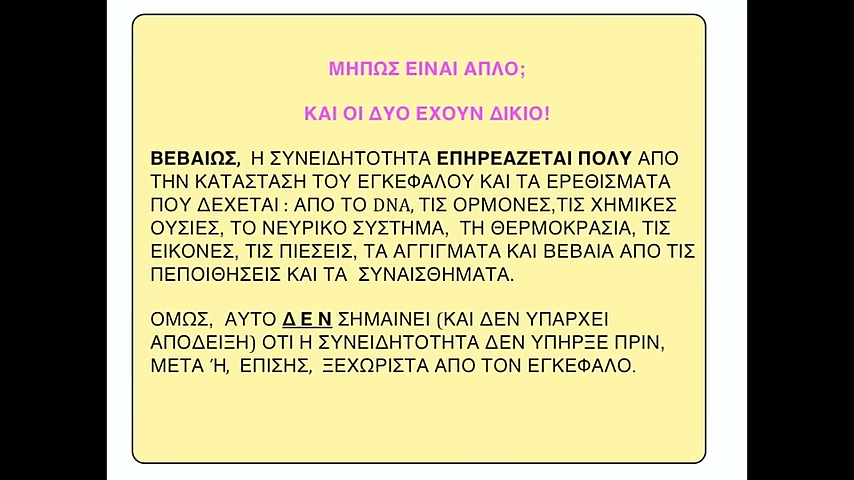 ΜΗΠΩΣ ΕΙΝΑΙ ΑΠΛΟ;
ΚΑΙ ΟΙ ΔΥΟ ΕΧΟΥΝ ΔΙΚΙΟ!
ΒΕΒΑΙΩΣ, Η ΣΥΝΕΙΔΗΤΟΤΗΤΑ ΕΠΗΡΕΑΖΕΤΑΙ ΠΟΛΥ ΑΠΟ
ΤΗΝ ΚΑΤΑΣΤΑΣΗ ΤΟΥ ΕΓΚΕΦΑΛΟΥ ΚΑΙ ΤΑ ΕΡΕΘΙΣΜΑΤΑ
ΠΟΥ ΔΕΧΕΤΑΙ : ΑΠΟ ΤΟ DNA, ΤΙΣ ΟΡΜΟΝΕΣ,ΤΙΣ ΧΗΜΙΚΕΣ
ΟΥΣΙΕΣ, ΤΟ ΝΕΥΡΙΚΟ ΣΥΣΤΗΜΑ, ΤΗ ΘΕΡΜΟΚΡΑΣΙΑ, ΤΙΣ
ΕΙΚΟΝΕΣ, ΤΙΣ ΠΙΕΣΕΙΣ, ΤΑ ΑΓΓΙΓΜΑΤΑ ΚΑΙ ΒΕΒΑΙΑ ΑΠΟ ΤΙΣ
ΠΕΠΟΙΘΗΣΕΙΣ ΚΑΙ ΤΑ ΣΥΝΑΙΣΘΗΜΑΤΑ.
ΟΜΩΣ, ΑΥΤΟ Δ Ε Ν ΣΗΜΑΙΝΕΙ (ΚΑΙ ΔΕΝ ΥΠΑΡΧΕΙ
ΑΠΟΔΕΙΞΗ) ΟΤΙ Η ΣΥΝΕΙΔΗΤΟΤΗΤΑ ΔΕΝ ΥΠΗΡΞΕ ΠΡΙΝ,
ΜΕΤΑ Ή, ΕΠΙΣΗΣ, ΞΕΧΩΡΙΣΤΑ ΑΠΟ ΤΟΝ ΕΓΚΕΦΑΛΟ.